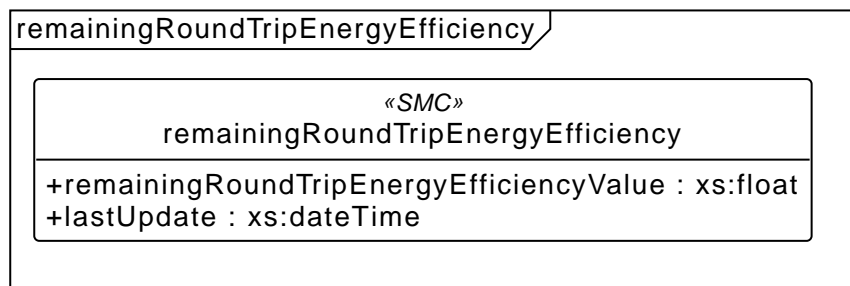 remainingRoundTripEnergyEfficiency
«SMC»
remainingRoundTripEnergyEfficiency
+remainingRoundTripEnergyEfficiencyValue : xs:float
+lastUpdate : xs:dateTime